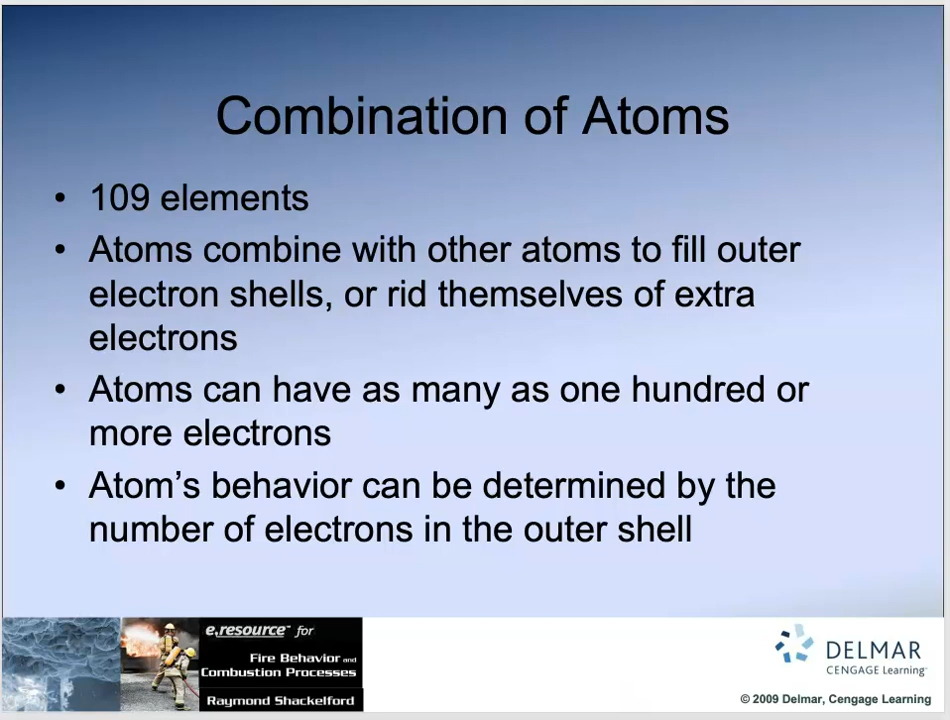 Combination of Atoms
• 109 elements
• Atoms combine with other atoms to fill outer
electron shells, or rid themselves of extra
electrons
• Atoms can have as many as one hundred or
more electrons
• Atom’s behavior can be determined by the
number of electrons in the outer shell
e.resource™ for
Fire Behavior and
Combustion Processes
Raymond Shackelford
DELMAR
CENGAGE Learning™
© 2009 Delmar, Cengage Learning